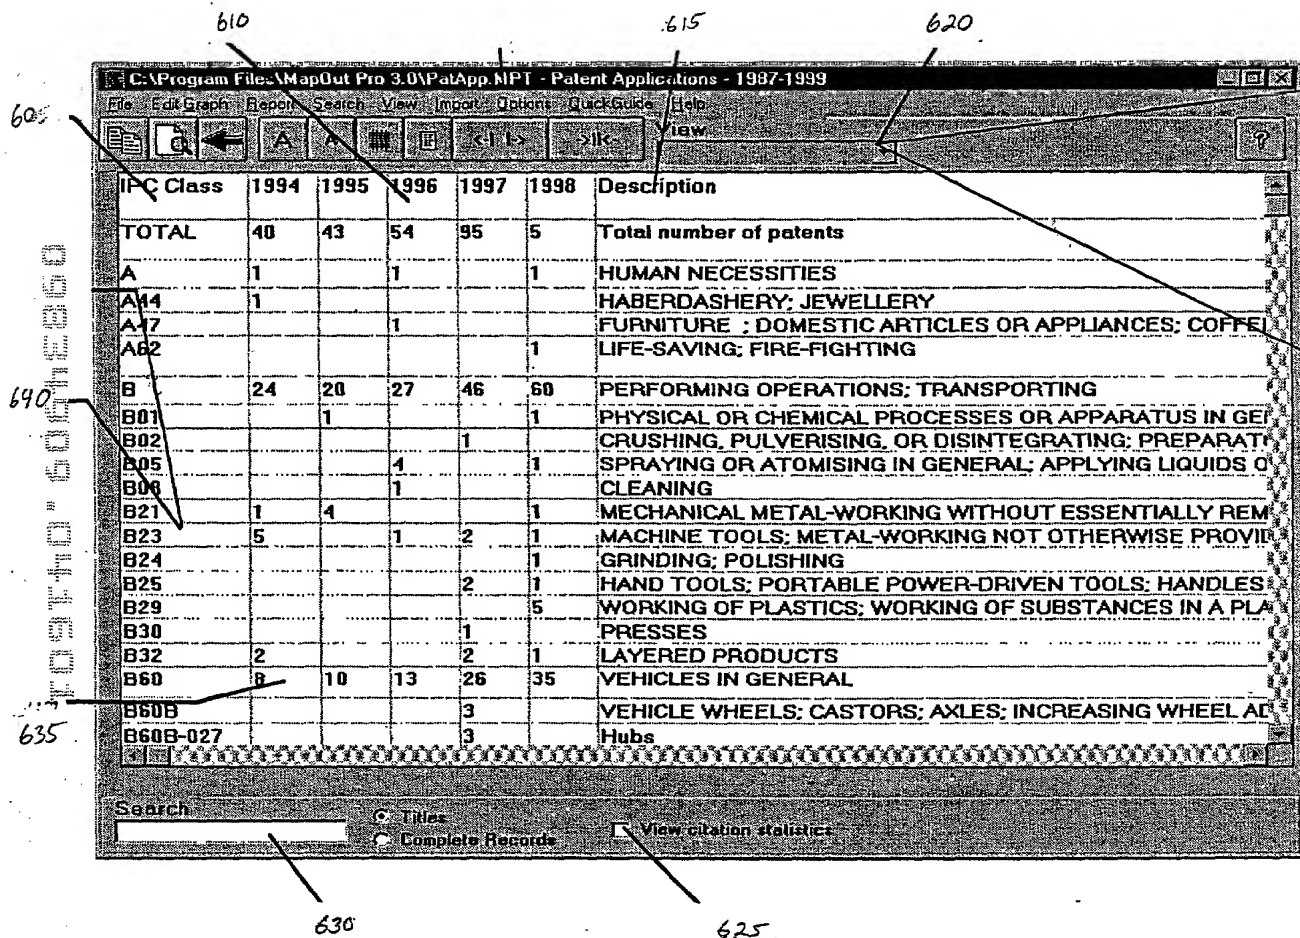 610 615 620
C:\Program Files\MapOut Pro 3.0\PatApp.MPT - Patent Applications - 1987-1999
File Edit Graph Report Search View Import Options QuickGuide Help
605
A A <-I I-> ->II<- View ?
IPC Class 1994 1995 1996 1997 1998 Description
TOTAL 40 43 54 95 5 Total number of patents
A 1 1 1 HUMAN NECESSITIES
A44 1 HABERDASHERY; JEWELLERY
A47 1 FURNITURE ; DOMESTIC ARTICLES OR APPLIANCES; COFFE
A62 1 LIFE-SAVING; FIRE-FIGHTING
B 24 20 27 46 60 PERFORMING OPERATIONS; TRANSPORTING
640
B01 1 1 PHYSICAL OR CHEMICAL PROCESSES OR APPARATUS IN GE
B02 1 CRUSHING, PULVERISING, OR DISINTEGRATING; PREPARAT
B05 4 1 SPRAYING OR ATOMISING IN GENERAL; APPLYING LIQUIDS O
B08 1 CLEANING
B21 1 4 1 MECHANICAL METAL-WORKING WITHOUT ESSENTIALLY REM
B23 5 1 2 1 MACHINE TOOLS; METAL-WORKING NOT OTHERWISE PROVID
B24 1 GRINDING; POLISHING
B25 2 1 HAND TOOLS; PORTABLE POWER-DRIVEN TOOLS; HANDLES
B29 5 WORKING OF PLASTICS; WORKING OF SUBSTANCES IN A PLA
B30 1 PRESSES
B32 2 2 1 LAYERED PRODUCTS
B60 8 10 13 26 35 VEHICLES IN GENERAL
B60B 3 VEHICLE WHEELS; CASTORS; AXLES; INCREASING WHEEL AD
635
B60B-027 3 Hubs
Search
Titles
Complete Records
View citation statistics
630 625